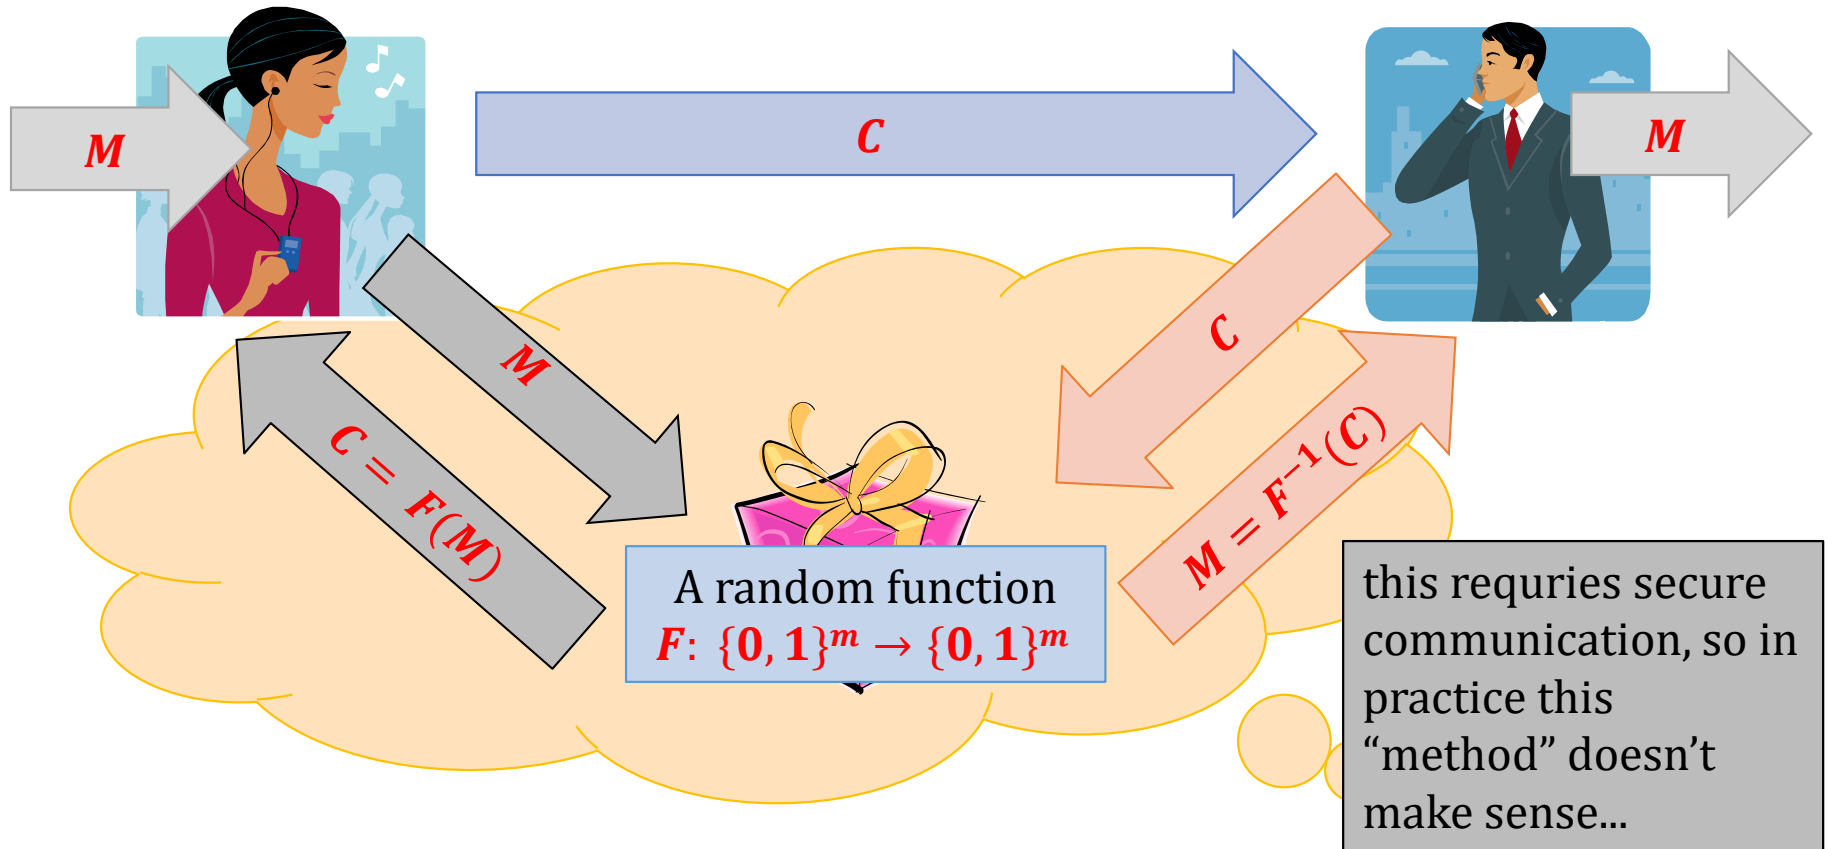 M
C
M
M
C
C = F(M)
M = F⁻¹(C)
A random function
F: {0, 1}ᵐ → {0, 1}ᵐ
this requries secure
communication, so in
practice this
“method” doesn’t
make sense...